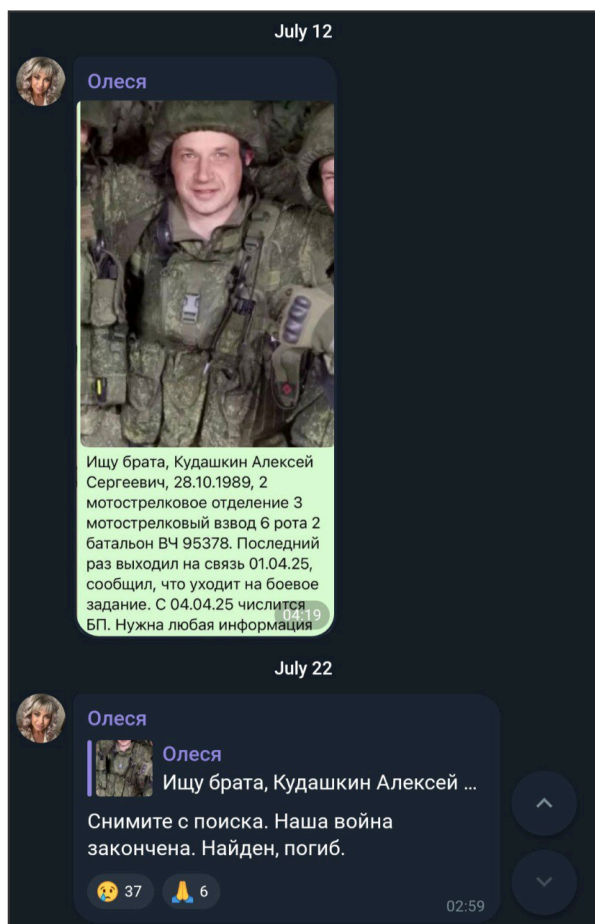 July 12
Олеся
Ищу брата, Кудашкин Алексей
Сергеевич, 28.10.1989, 2
мотострелковое отделение 3
мотострелковый взвод 6 рота 2
батальон ВЧ 95378. Последний
раз выходил на связь 01.04.25,
сообщил, что уходит на боевое
задание. С 04.04.25 числится
БП. Нужна любая информация
04:19
July 22
Олеся
Олеся
Ищу брата, Кудашкин Алексей ...
Снимите с поиска. Наша война
закончена. Найден, погиб.
37 6
02:59